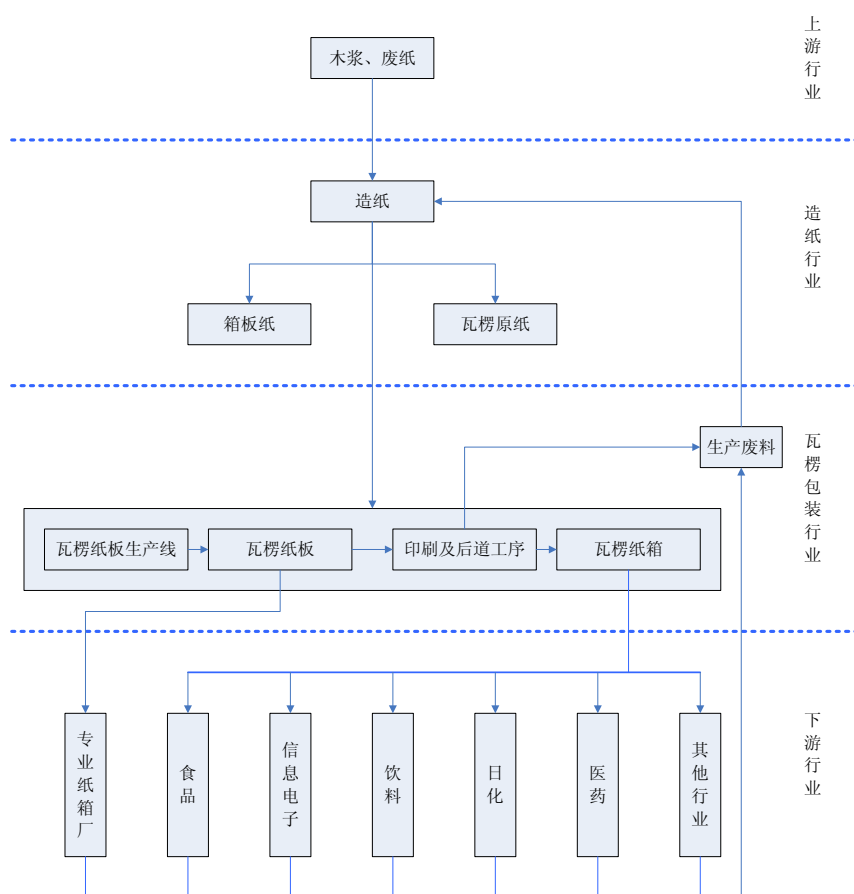 上游行业
木浆、废纸
造纸
造纸行业
箱板纸
瓦楞原纸
瓦楞包装行业
生产废料
瓦楞纸板生产线
瓦楞纸板
印刷及后道工序
瓦楞纸箱
下游行业
专业纸箱厂
食品
信息电子
饮料
日化
医药
其他行业